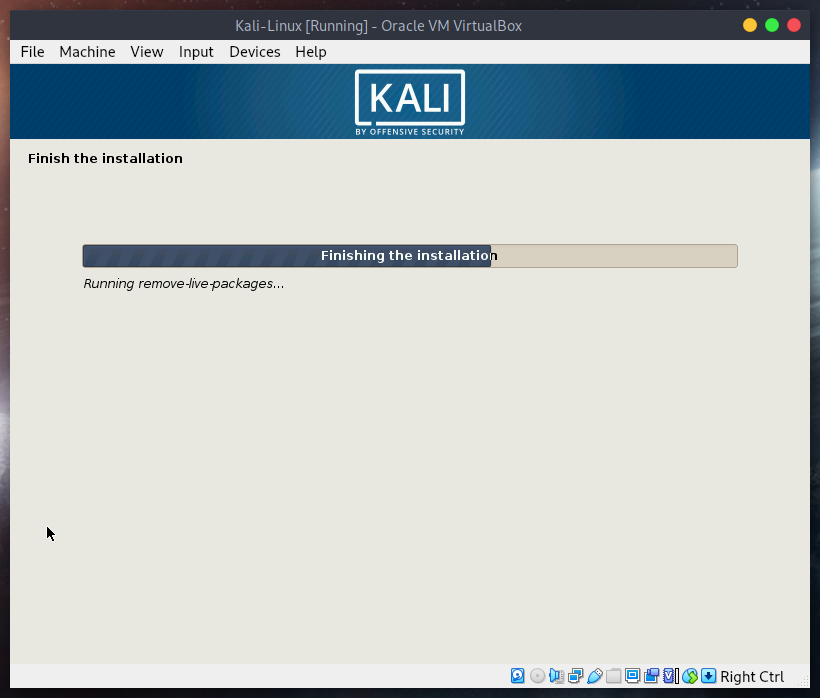 Kali-Linux [Running] - Oracle VM VirtualBox
File Machine View Input Devices Help
KALI
BY OFFENSIVE SECURITY
Finish the installation
Finishing the installation
Running remove-live-packages...
Right Ctrl